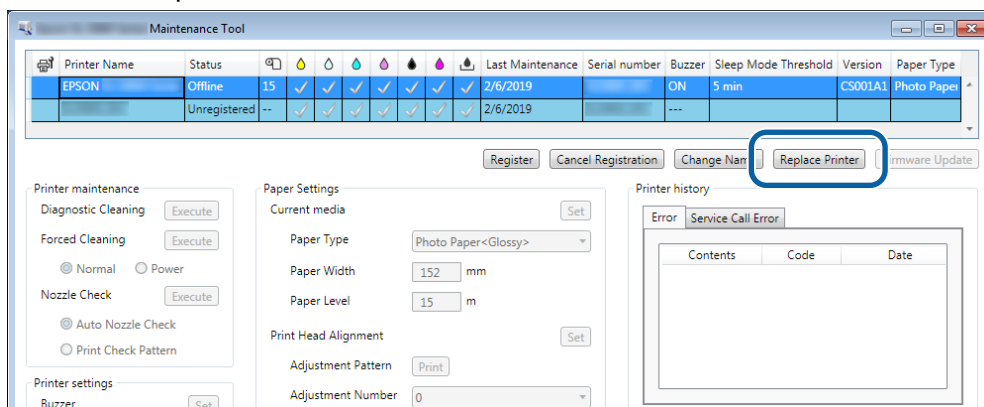 Maintenance Tool
Printer Name Status Last Maintenance Serial number Buzzer Sleep Mode Threshold Version Paper Type
EPSON Offline 15 2/6/2019 ON 5 min CS001A1 Photo Paper
Unregistered -- 2/6/2019 ---
Register Cancel Registration Change Nam Replace Printer rmware Update
Printer maintenance Paper Settings Printer history
Diagnostic Cleaning Execute Current media Set Error Service Call Error
Forced Cleaning Execute Paper Type Photo Paper<Glossy> Contents Code Date
Normal Power Paper Width 152 mm
Nozzle Check Execute Paper Level 15 m
Auto Nozzle Check Print Head Alignment Set
Print Check Pattern Adjustment Pattern Print
Printer settings Adjustment Number 0
Buzzer Set